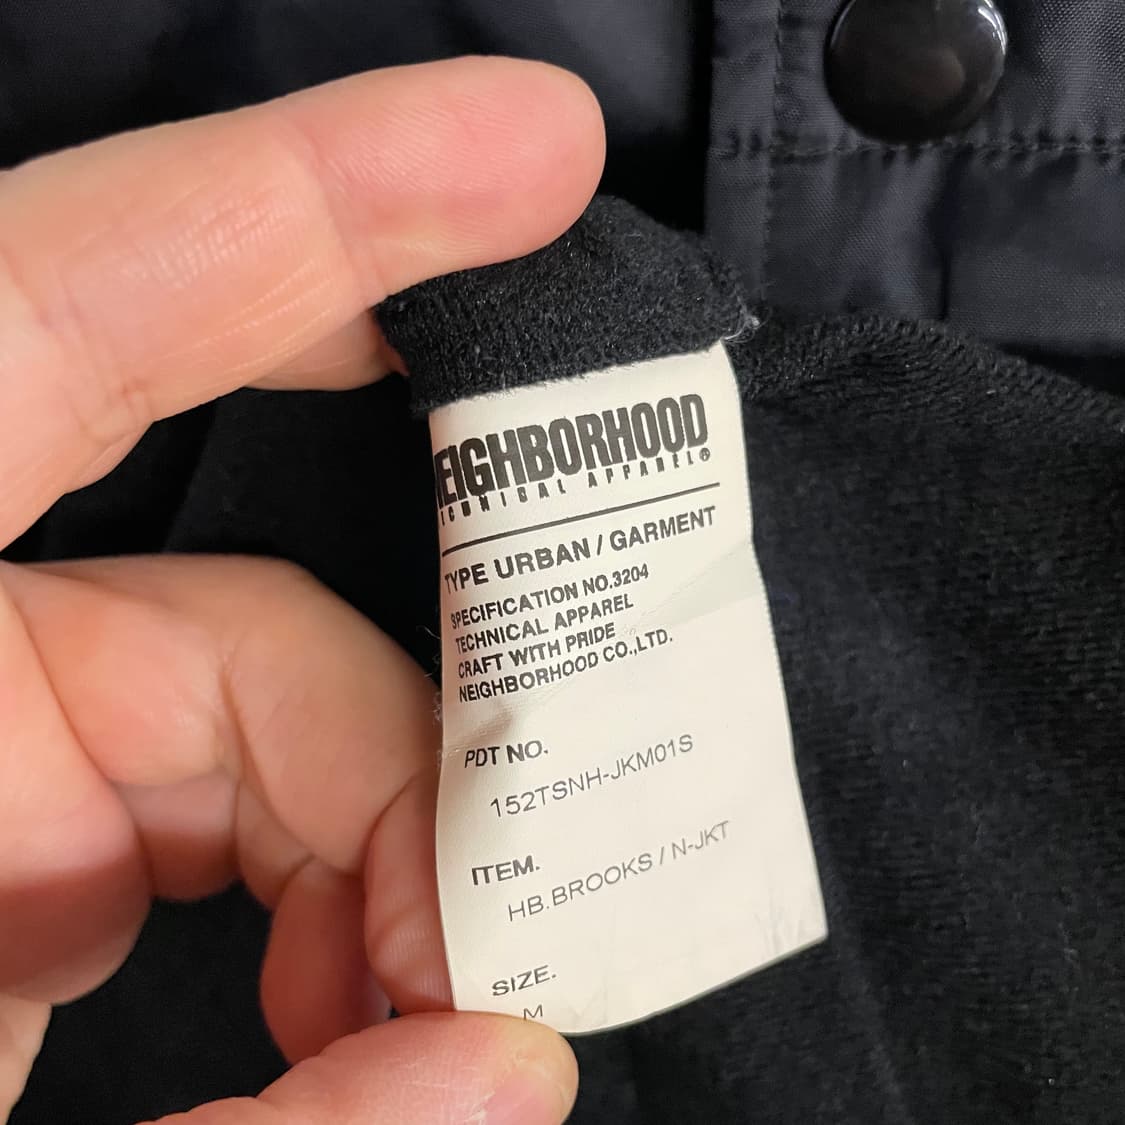 NEIGHBORHOOD
TECHNICAL APPAREL®
TYPE URBAN / GARMENT
SPECIFICATION NO.3204
TECHNICAL APPAREL
CRAFT WITH PRIDE
NEIGHBORHOOD CO.,LTD.
PDT NO.
152TSNH-JKM01S
ITEM.
HB.BROOKS / N-JKT
SIZE.
M